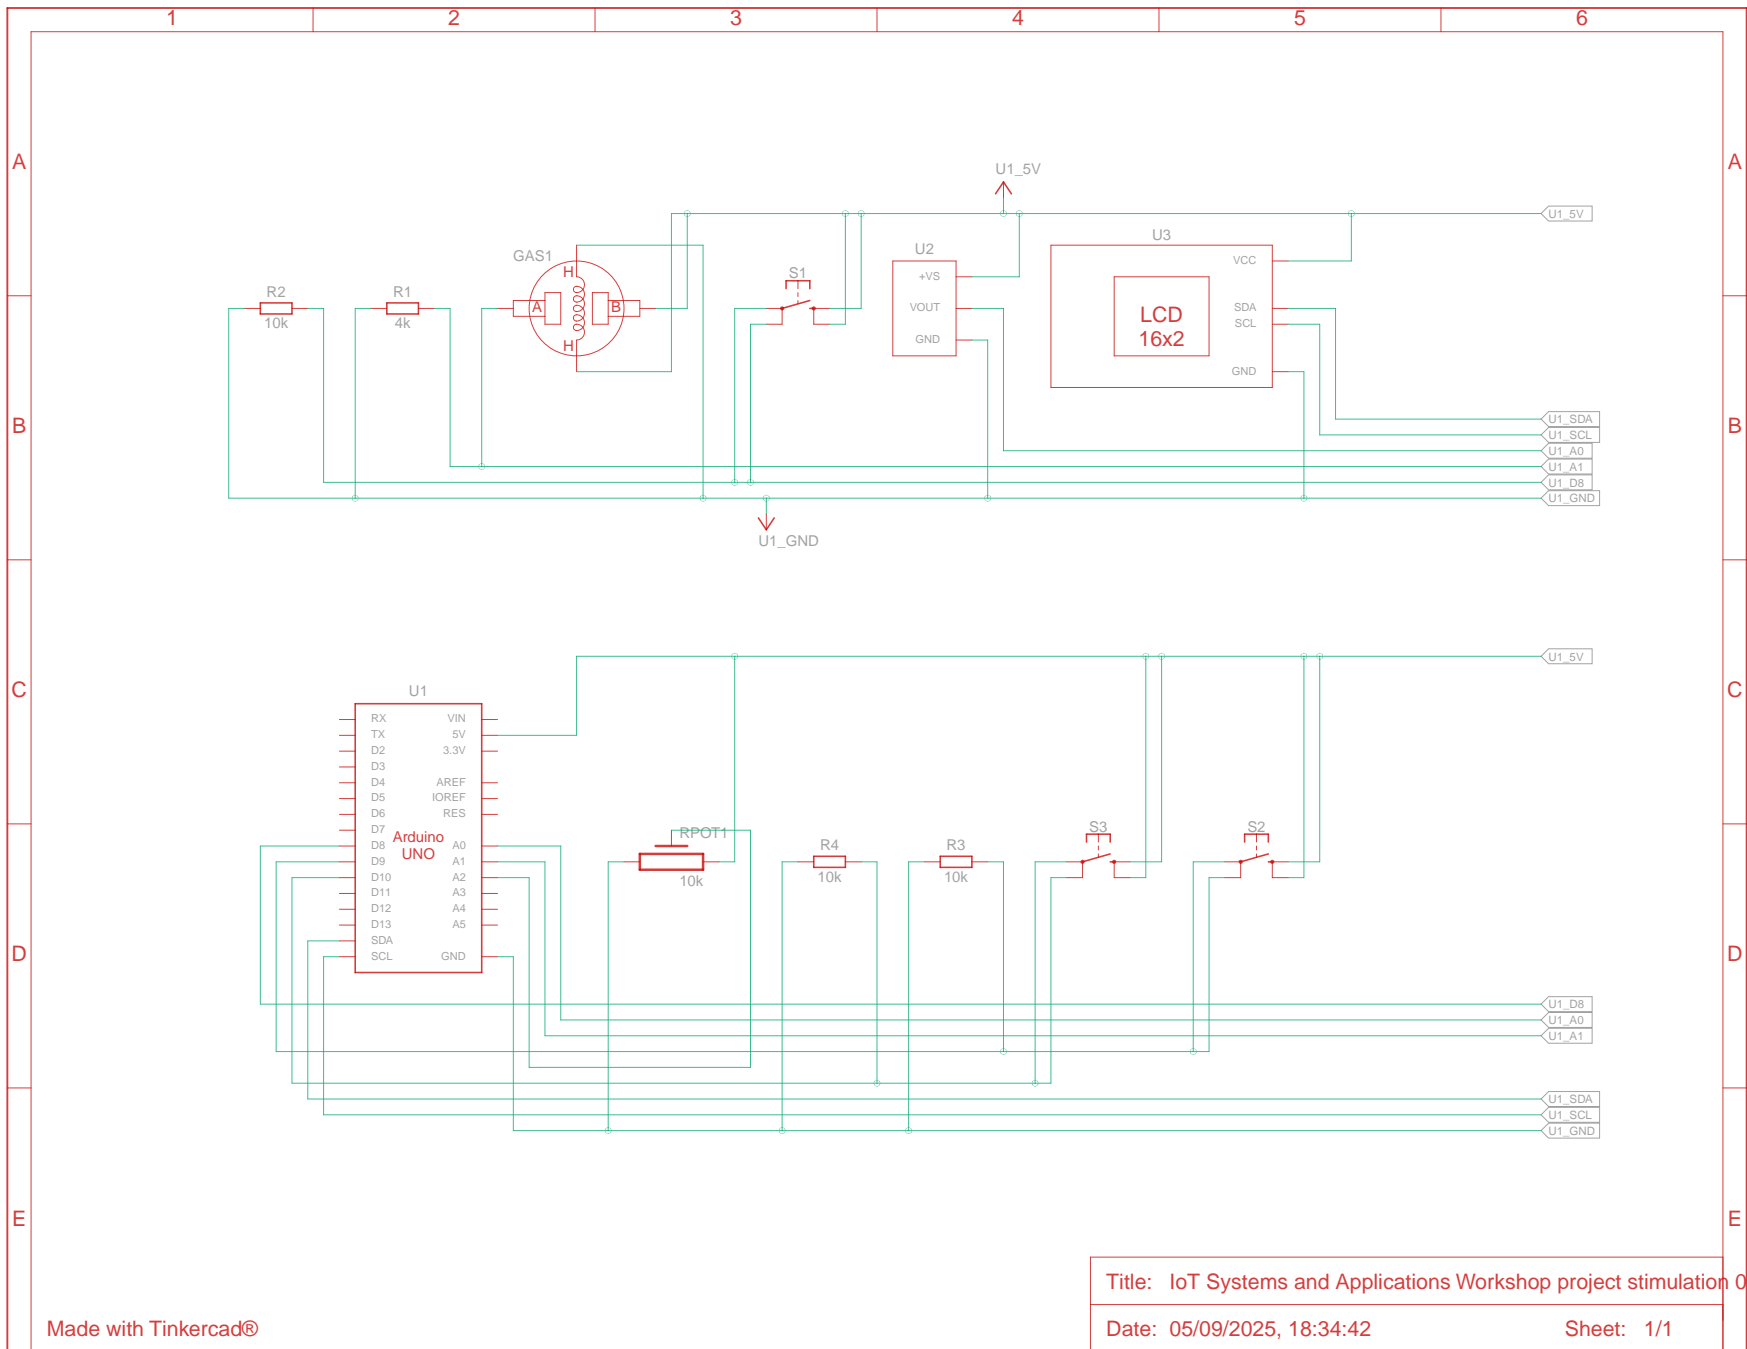 1 2 3 4 5 6
A A
U1_5V
U1_5V
GAS1 U2 U3
H S1 +VS VCC
R2 R1 A B VOUT LCD SDA
10k 4k 16x2 SCL
H GND GND
B B
U1_SDA
U1_SCL
U1_A0
U1_A1
U1_D8
U1_GND
U1_GND
U1_5V
C C
U1
RX VIN
TX 5V
D2 3.3V
D3
D4 AREF
D5 IOREF
D6 RES
D7
Arduino
UNO
D8 A0
D9 A1
D10 A2
D11 A3
D12 A4
D13 A5
SDA
SCL GND
RPOT1 S3 S2
R4 R3
10k 10k 10k
D D
U1_D8
U1_A0
U1_A1
U1_SDA
U1_SCL
U1_GND
E E
Title: IoT Systems and Applications Workshop project stimulation 0
Made with Tinkercad® Date: 05/09/2025, 18:34:42 Sheet: 1/1